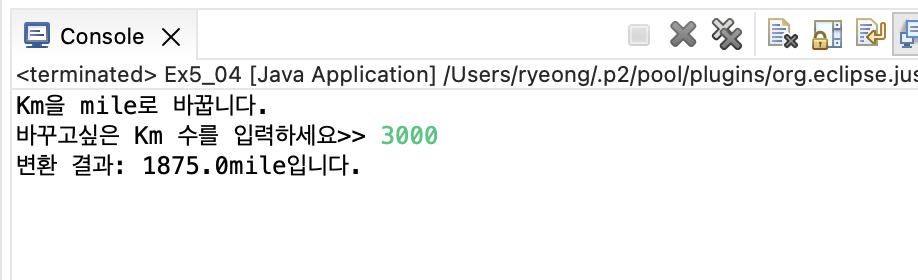 Console
<terminated> Ex5_04 [Java Application] /Users/ryeong/.p2/pool/plugins/org.eclipse.jus
Km을 mile로 바꿉니다.
바꾸고싶은 Km 수를 입력하세요>> 3000
변환 결과: 1875.0mile입니다.